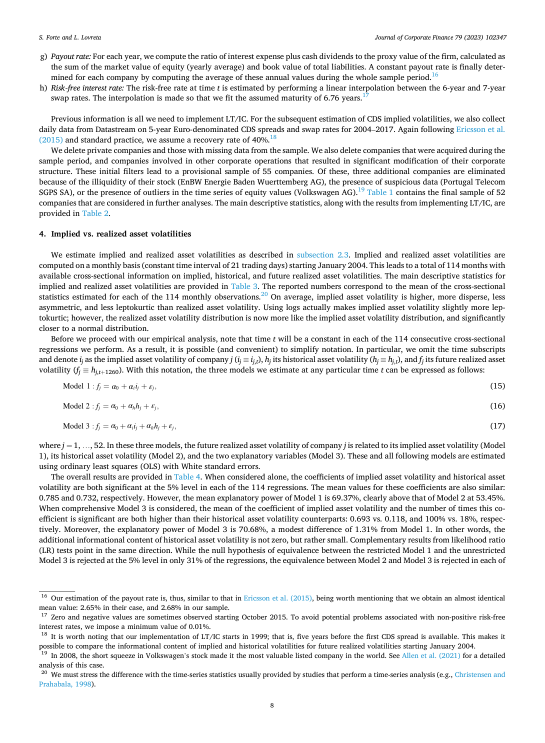 S. Forte and L. Lovreta
Journal of Corporate Finance 79 (2023) 102347
g) Payout rate: For each year, we compute the ratio of interest expense plus cash dividends to the proxy value of the firm, calculated as
the sum of the market value of equity (yearly average) and book value of total liabilities. A constant payout rate is finally deter-
mined for each company by computing the average of these annual values during the whole sample period.16
h) Risk-free interest rate: The risk-free rate at time t is estimated by performing a linear interpolation between the 6-year and 7-year
swap rates. The interpolation is made so that we fit the assumed maturity of 6.76 years.17
Previous information is all we need to implement LT/IC. For the subsequent estimation of CDS implied volatilities, we also collect
daily data from Datastream on 5-year Euro-denominated CDS spreads and swap rates for 2004–2017. Again following Ericsson et al.
(2015) and standard practice, we assume a recovery rate of 40%.18
We delete private companies and those with missing data from the sample. We also delete companies that were acquired during the
sample period, and companies involved in other corporate operations that resulted in significant modification of their corporate
structure. These initial filters lead to a provisional sample of 55 companies. Of these, three additional companies are eliminated
because of the illiquidity of their stock (EnBW Energie Baden Wuerttemberg AG), the presence of suspicious data (Portugal Telecom
SGPS SA), or the presence of outliers in the time series of equity values (Volkswagen AG).19 Table 1 contains the final sample of 52
companies that are considered in further analyses. The main descriptive statistics, along with the results from implementing LT/IC, are
provided in Table 2.
4. Implied vs. realized asset volatilities
We estimate implied and realized asset volatilities as described in subsection 2.3. Implied and realized asset volatilities are
computed on a monthly basis (constant time interval of 21 trading days) starting January 2004. This leads to a total of 114 months with
available cross-sectional information on implied, historical, and future realized asset volatilities. The main descriptive statistics for
implied and realized asset volatilities are provided in Table 3. The reported numbers correspond to the mean of the cross-sectional
statistics estimated for each of the 114 monthly observations.20 On average, implied asset volatility is higher, more disperse, less
asymmetric, and less leptokurtic than realized asset volatility. Using logs actually makes implied asset volatility slightly more lep-
tokurtic; however, the realized asset volatility distribution is now more like the implied asset volatility distribution, and significantly
closer to a normal distribution.
Before we proceed with our empirical analysis, note that time t will be a constant in each of the 114 consecutive cross-sectional
regressions we perform. As a result, it is possible (and convenient) to simplify notation. In particular, we omit the time subscripts
and denote ij as the implied asset volatility of company j (ij ≡ ij,t), hj its historical asset volatility (hj ≡ hj,t), and fj its future realized asset
volatility (fj ≡ hj,t+1260). With this notation, the three models we estimate at any particular time t can be expressed as follows:
Model 1 : fj = α0 + αiij + εj, (15)
Model 2 : fj = α0 + αhhj + εj, (16)
Model 3 : fj = α0 + αiij + αhhj + εj, (17)
where j = 1, …, 52. In these three models, the future realized asset volatility of company j is related to its implied asset volatility (Model
1), its historical asset volatility (Model 2), and the two explanatory variables (Model 3). These and all following models are estimated
using ordinary least squares (OLS) with White standard errors.
The overall results are provided in Table 4. When considered alone, the coefficients of implied asset volatility and historical asset
volatility are both significant at the 5% level in each of the 114 regressions. The mean values for these coefficients are also similar:
0.785 and 0.732, respectively. However, the mean explanatory power of Model 1 is 69.37%, clearly above that of Model 2 at 53.45%.
When comprehensive Model 3 is considered, the mean of the coefficient of implied asset volatility and the number of times this co-
efficient is significant are both higher than their historical asset volatility counterparts: 0.693 vs. 0.118, and 100% vs. 18%, respec-
tively. Moreover, the explanatory power of Model 3 is 70.68%, a modest difference of 1.31% from Model 1. In other words, the
additional informational content of historical asset volatility is not zero, but rather small. Complementary results from likelihood ratio
(LR) tests point in the same direction. While the null hypothesis of equivalence between the restricted Model 1 and the unrestricted
Model 3 is rejected at the 5% level in only 31% of the regressions, the equivalence between Model 2 and Model 3 is rejected in each of
16 Our estimation of the payout rate is, thus, similar to that in Ericsson et al. (2015), being worth mentioning that we obtain an almost identical
mean value: 2.65% in their case, and 2.68% in our sample.
17 Zero and negative values are sometimes observed starting October 2015. To avoid potential problems associated with non-positive risk-free
interest rates, we impose a minimum value of 0.01%.
18 It is worth noting that our implementation of LT/IC starts in 1999; that is, five years before the first CDS spread is available. This makes it
possible to compare the informational content of implied and historical volatilities for future realized volatilities starting January 2004.
19 In 2008, the short squeeze in Volkswagen's stock made it the most valuable listed company in the world. See Allen et al. (2021) for a detailed
analysis of this case.
20 We must stress the difference with the time-series statistics usually provided by studies that perform a time-series analysis (e.g., Christensen and
Prahabala, 1998).
8